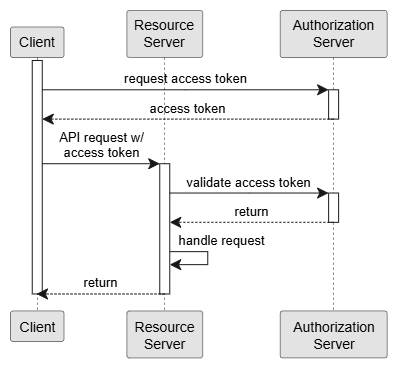 Client
Resource
Server
Authorization
Server
request access token
access token
API request w/
access token
validate access token
return
handle request
return
Client
Resource
Server
Authorization
Server